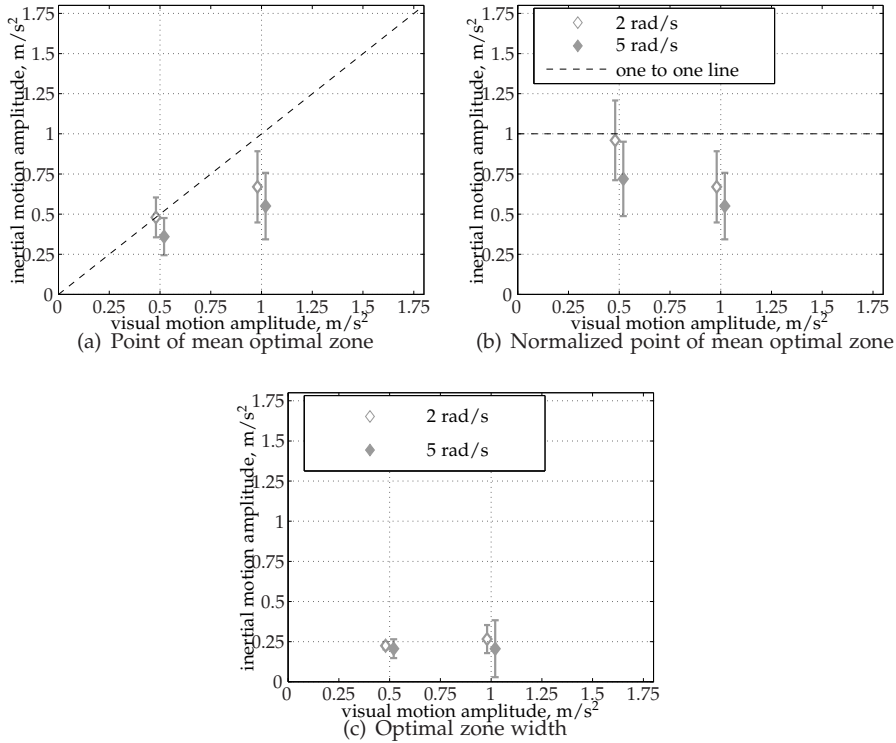 1.75
1.5
1.25
1
0.75
0.5
0.25
0
inertial motion amplitude, m/s²
0 0.25 0.5 0.75 1 1.25 1.5 1.75
visual motion amplitude, m/s²
(a) Point of mean optimal zone
2 rad/s
5 rad/s
one to one line
1.75
1.5
1.25
1
0.75
0.5
0.25
0
inertial motion amplitude, m/s²
0 0.25 0.5 0.75 1 1.25 1.5 1.75
visual motion amplitude, m/s²
(b) Normalized point of mean optimal zone
2 rad/s
5 rad/s
1.75
1.5
1.25
1
0.75
0.5
0.25
0
inertial motion amplitude, m/s²
0 0.25 0.5 0.75 1 1.25 1.5 1.75
visual motion amplitude, m/s²
(c) Optimal zone width